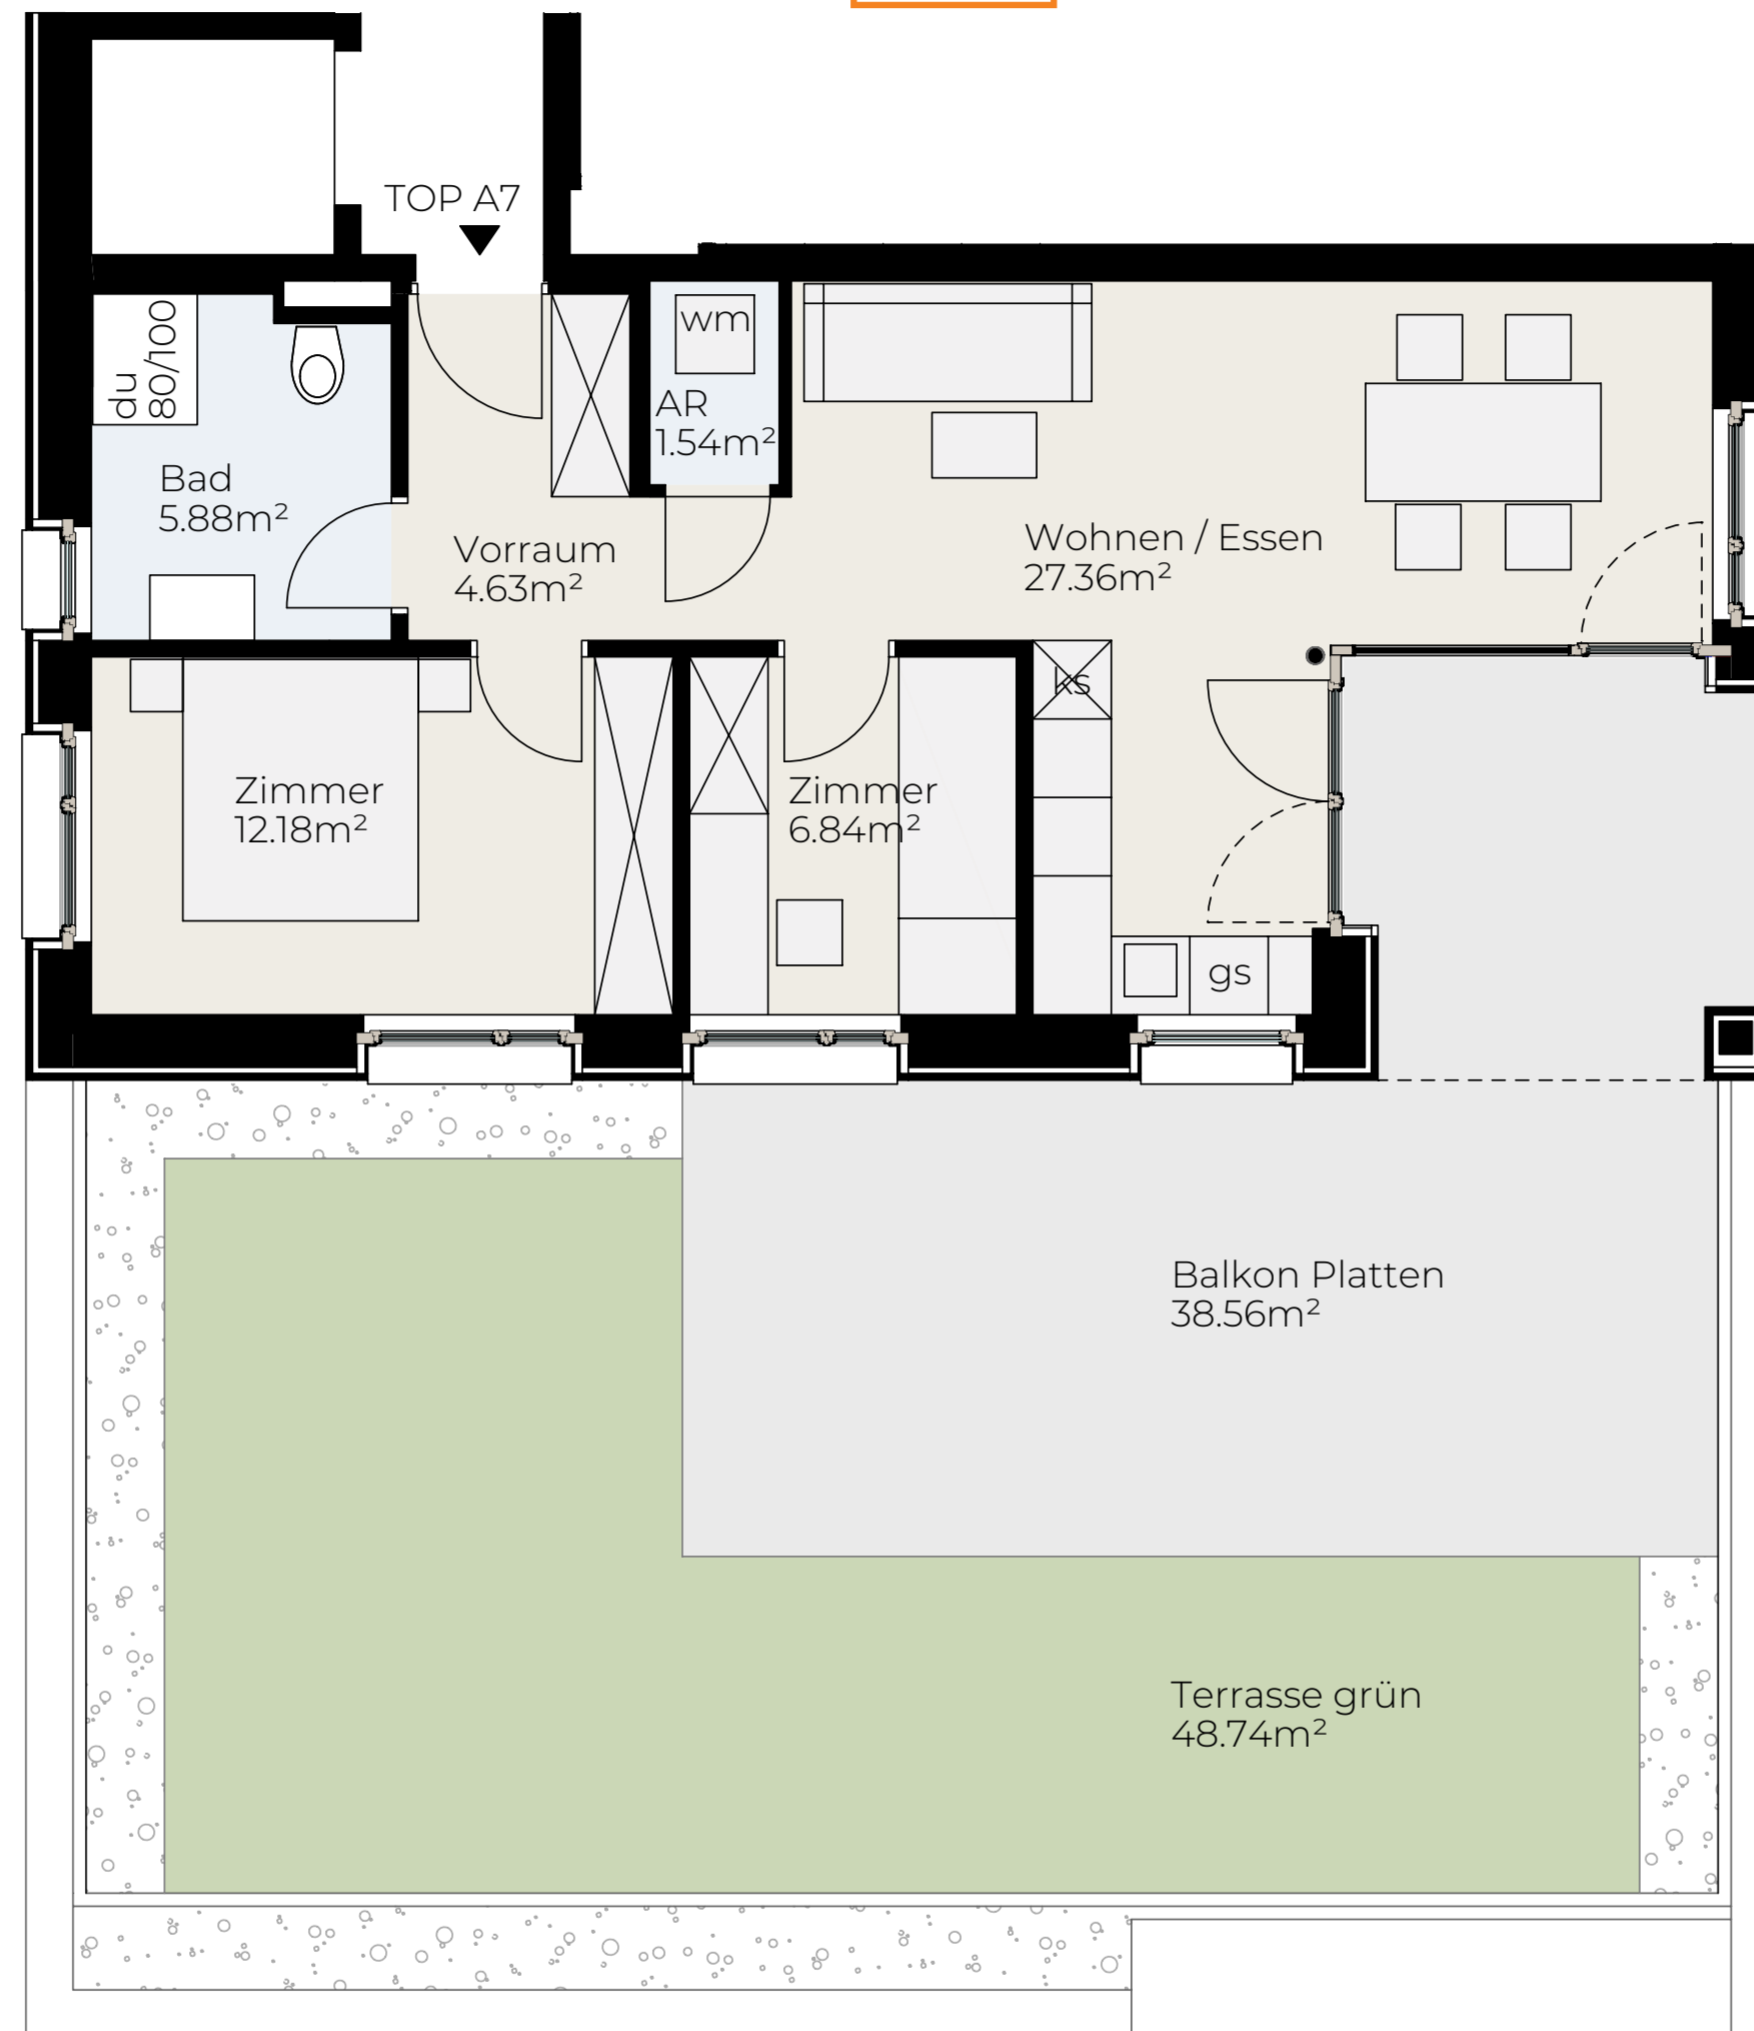 TOP A7
du
80/100
wm
AR
1.54m²
Bad
5.88m²
Vorraum
4.63m²
Wohnen / Essen
27.36m²
ks
Zimmer
12.18m²
Zimmer
6.84m²
gs
Balkon Platten
38.56m²
Terrasse grün
48.74m²